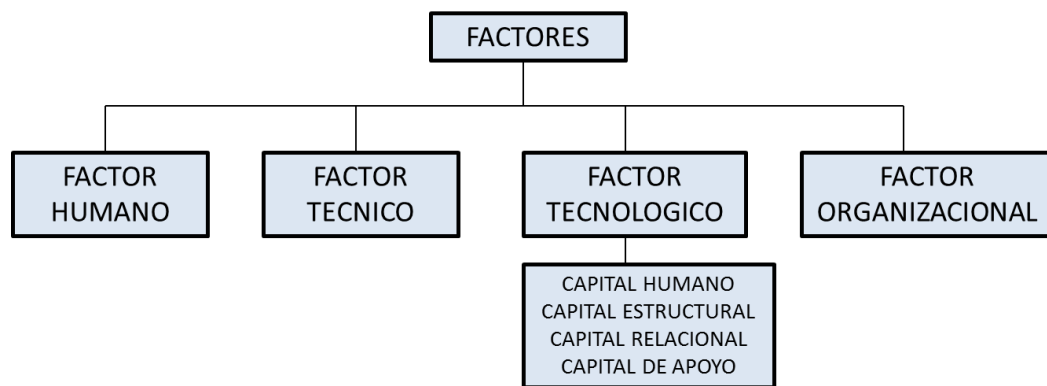 FACTORES
FACTOR
HUMANO
FACTOR
TECNICO
FACTOR
TECNOLOGICO
FACTOR
ORGANIZACIONAL
CAPITAL HUMANO
CAPITAL ESTRUCTURAL
CAPITAL RELACIONAL
CAPITAL DE APOYO